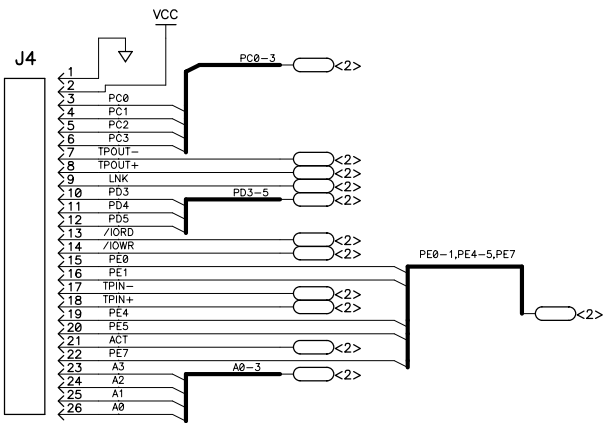 VCC
J4
PC0-3
<2>
1
2
3 PC0
4 PC1
5 PC2
6 PC3
7 TPOUT- <2>
8 TPOUT+ <2>
9 LNK <2>
10 PD3 PD3-5 <2>
11 PD4
12 PD5
13 /IORD <2>
14 /IOWR <2>
15 PE0 PE0-1,PE4-5,PE7
16 PE1
17 TPIN- <2>
18 TPIN+ <2>
19 PE4 <2>
20 PE5
21 ACT <2>
22 PE7
23 A3 A0-3 <2>
24 A2
25 A1
26 A0